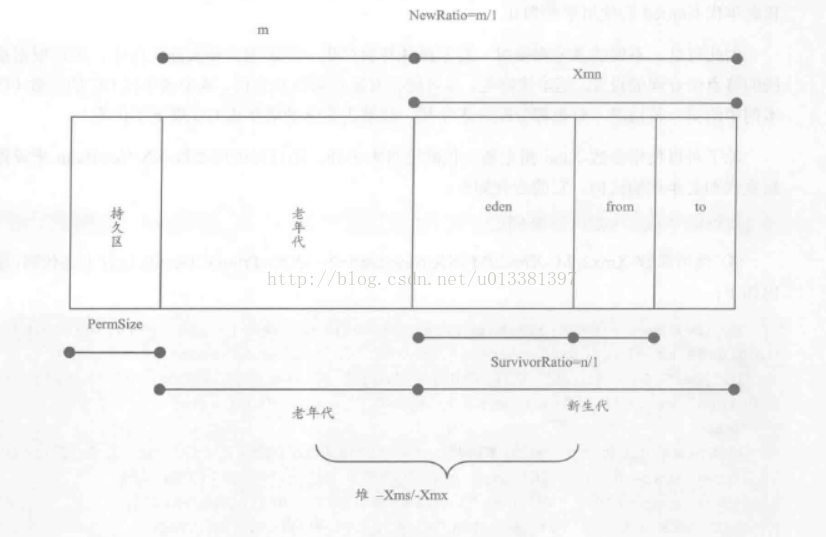 NewRatio=m/1
m
Xmn
持久区
老年代
eden
from
to
http://blog.csdn.net/u013381397
PermSize
SurvivorRatio=n/1
老年代
新生代
堆 -Xms/-Xmx